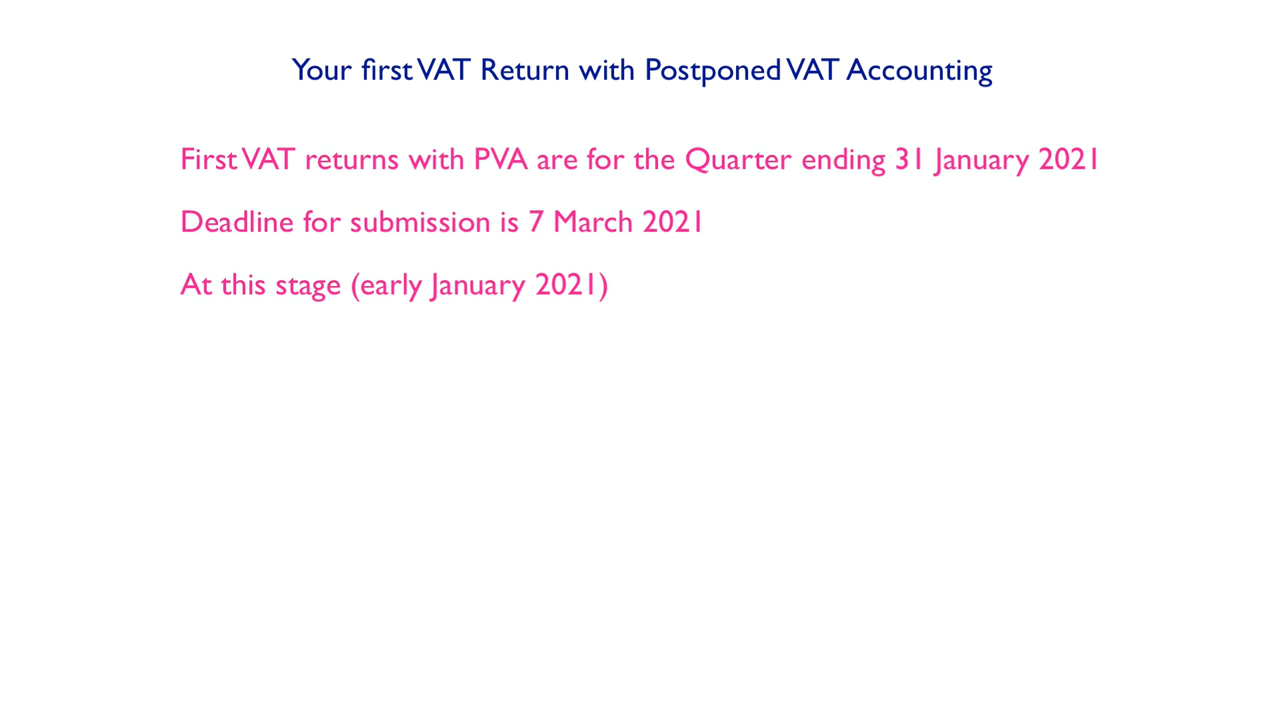 Your first VAT Return with Postponed VAT Accounting
First VAT returns with PVA are for the Quarter ending 31 January 2021
Deadline for submission is 7 March 2021
At this stage (early January 2021)